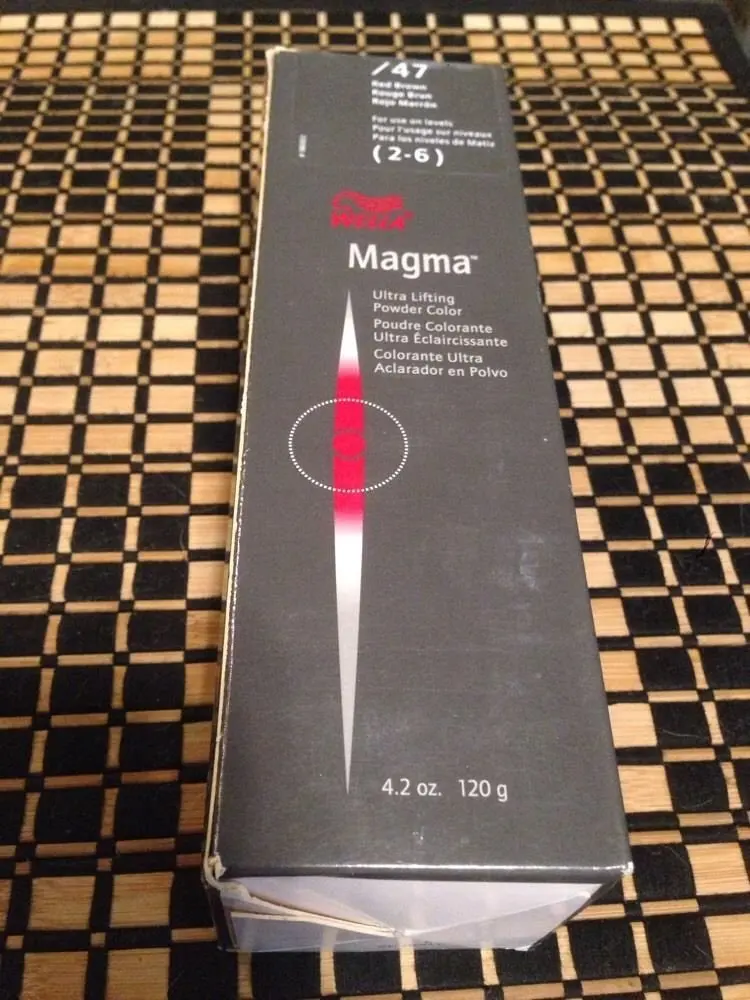 /47
Red Brown
Rouge Brun
Rojo Marrón
For use on levels
Pour l'usage sur niveaux
Para los niveles de Matiz
(2-6)
WELLA
Magma™
Ultra Lifting
Powder Color
Poudre Colorante
Ultra Éclaircissante
Colorante Ultra
Aclarador en Polvo
4.2 oz. 120 g